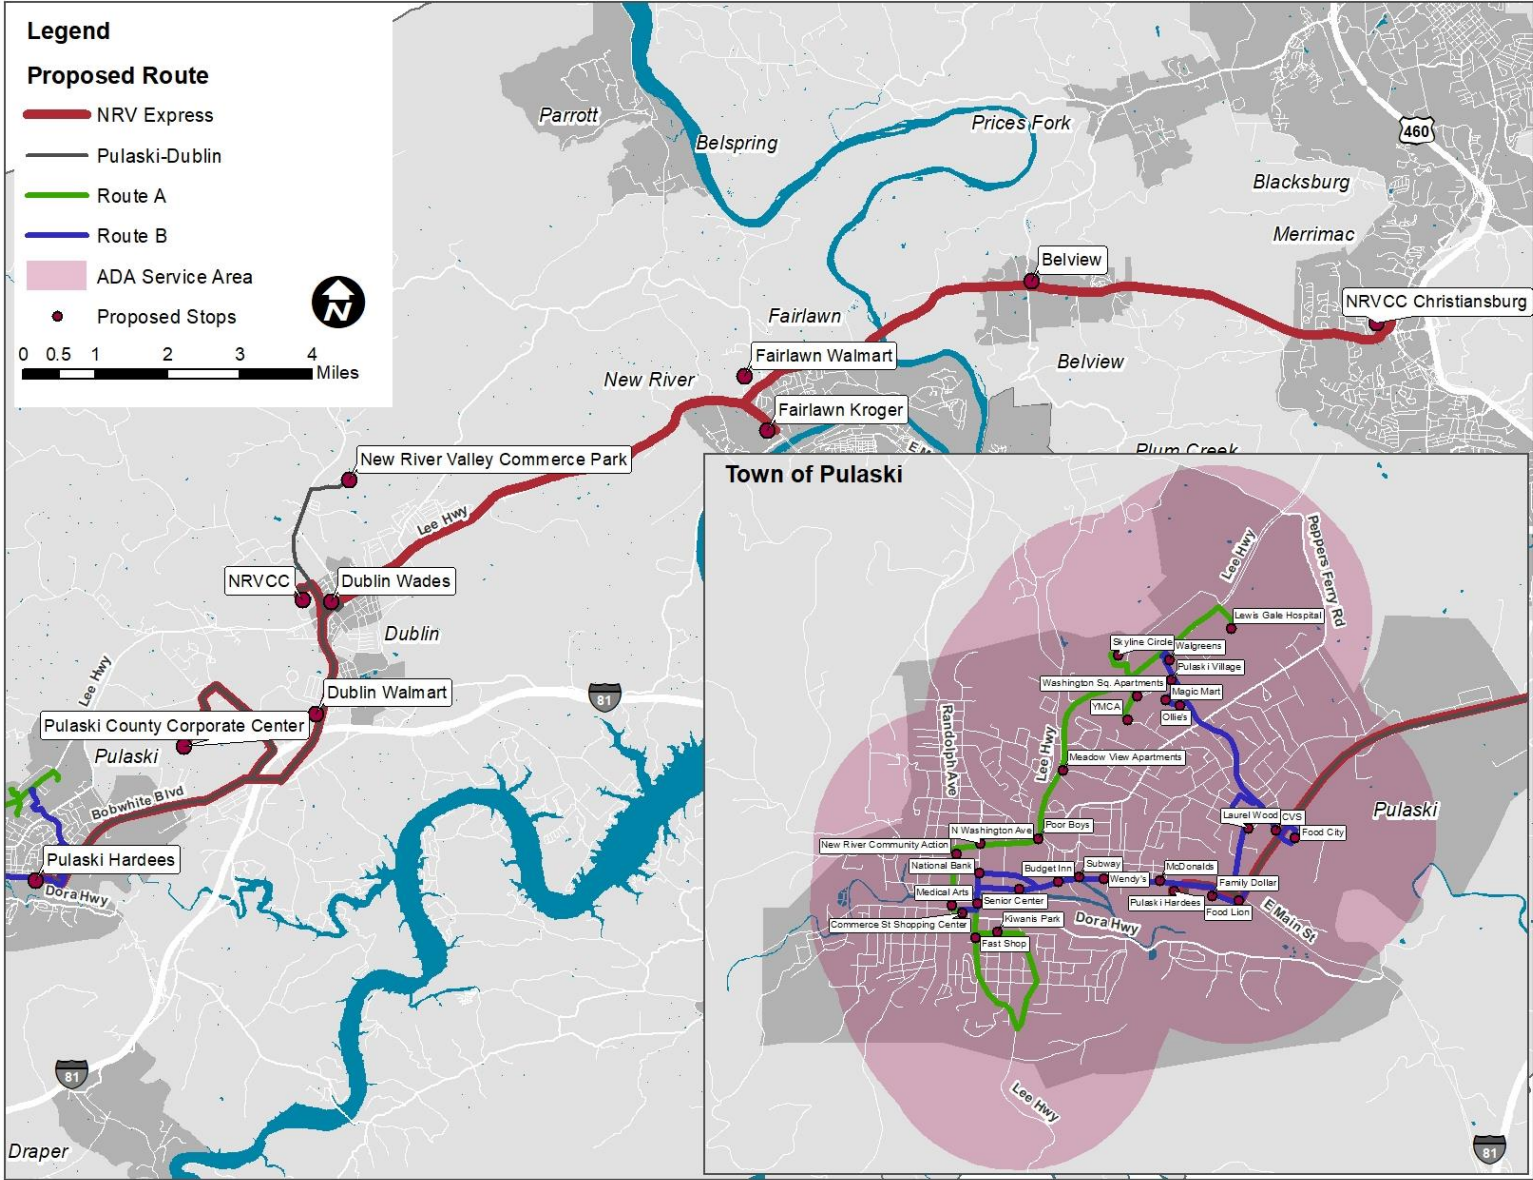 Legend
Proposed Route
NRV Express
Pulaski-Dublin
Route A
Route B
ADA Service Area
Proposed Stops
N
0 0.5 1 2 3 4
Miles
Parrott
Belspring
Prices Fork
460
Blacksburg
Merrimac
Belview
NRVCC Christiansburg
Fairlawn
Fairlawn Walmart
Belview
New River
Fairlawn Kroger
Plum Creek
New River Valley Commerce Park
Lee Hwy
NRVCC
Dublin Wades
Dublin
Lee Hwy
Dublin Walmart
81
Pulaski County Corporate Center
Pulaski
Bobwhite Blvd
Pulaski Hardees
Dora Hwy
81
Draper
Town of Pulaski
Lee Hwy
Peppers Ferry Rd
Lewis Gale Hospital
Skyline Circle
Walgreens
Pulaski Village
Washington Sq. Apartments
Magic Mart
YMCA
Ollie's
Randolph Ave
Lee Hwy
Meadow View Apartments
Laurel Wood
CVS
Pulaski
Poor Boys
Food City
N Washington Ave
New River Community Action
National Bank
Budget Inn
Subway
McDonalds
Wendy's
Family Dollar
Medical Arts
Senior Center
Pulaski Hardees
Food Lion
Commerce St Shopping Center
Kiwanis Park
Dora Hwy
E Main St
Fast Shop
Lee Hwy
81